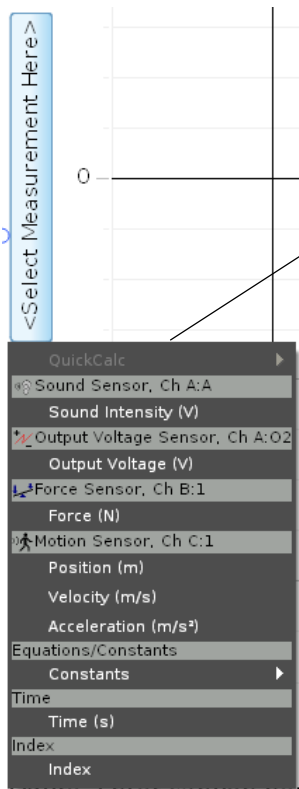 <Select Measurement Here>
0
QuickCalc
Sound Sensor, Ch A:A
Sound Intensity (V)
Output Voltage Sensor, Ch A:O2
Output Voltage (V)
Force Sensor, Ch B:1
Force (N)
Motion Sensor, Ch C:1
Position (m)
Velocity (m/s)
Acceleration (m/s²)
Equations/Constants
Constants
Time
Time (s)
Index
Index